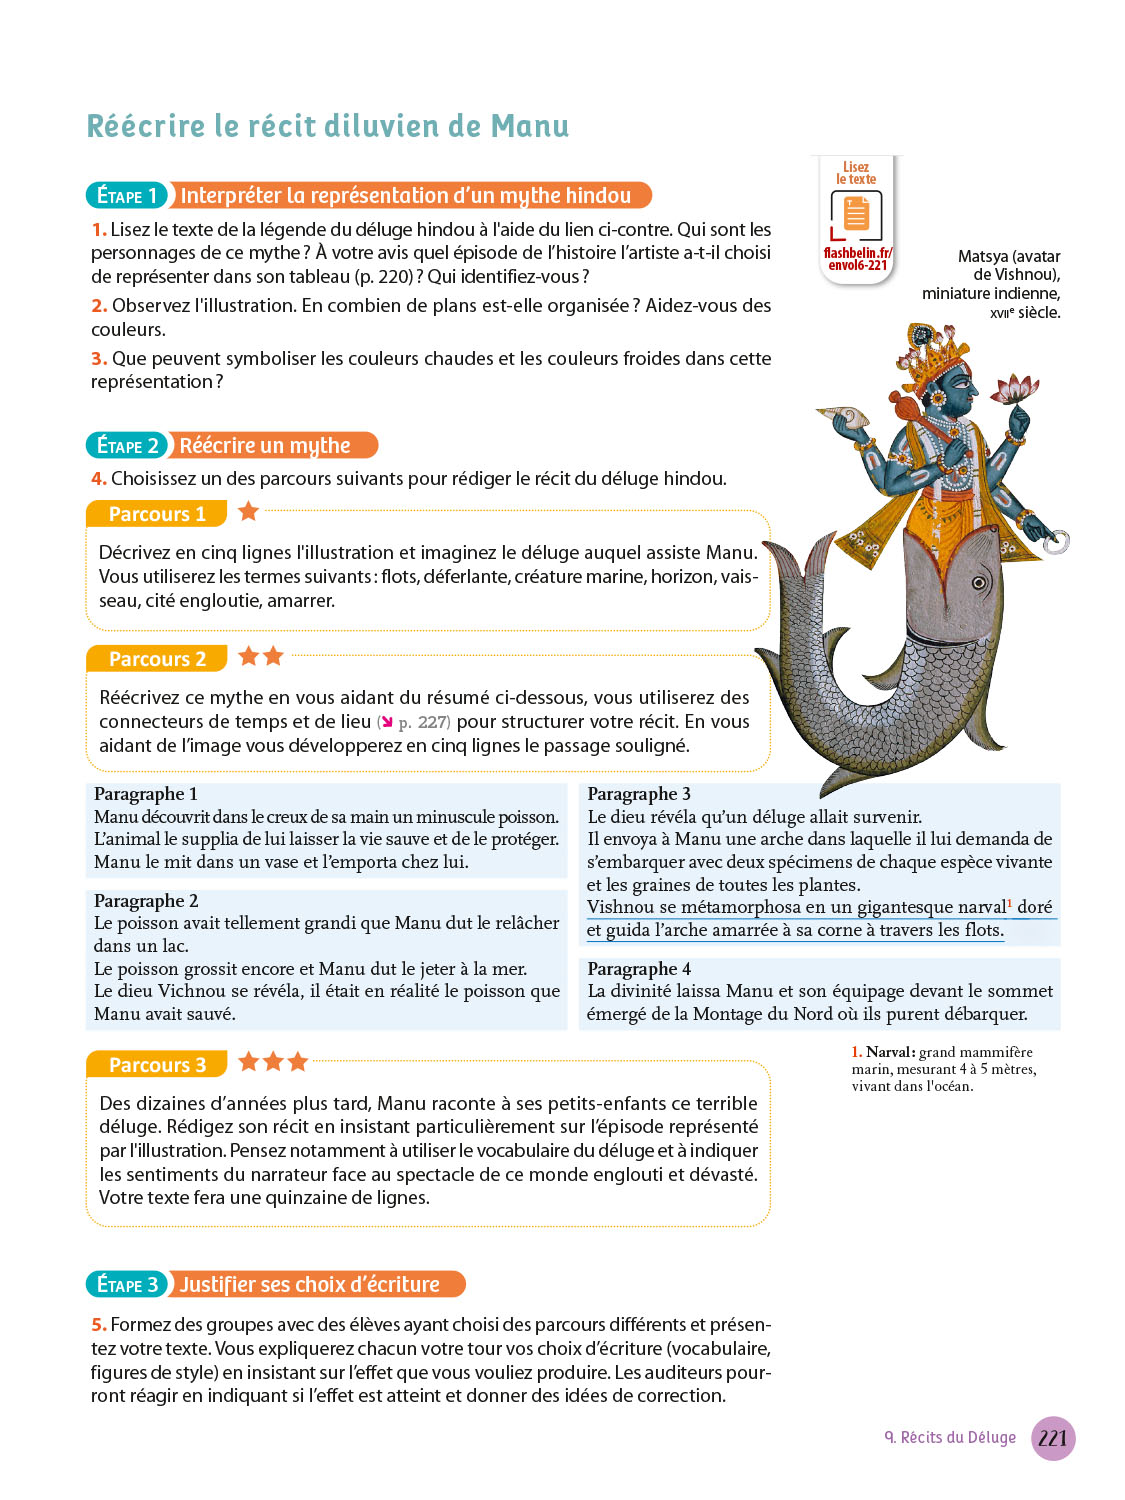 Réécrire le récit diluvien de Manu
ÉTAPE 1 Interpréter la représentation d’un mythe hindou
1. Lisez le texte de la légende du déluge hindou à l'aide du lien ci-contre. Qui sont les
personnages de ce mythe ? À votre avis quel épisode de l’histoire l’artiste a-t-il choisi
de représenter dans son tableau (p. 220) ? Qui identifiez-vous ?
2. Observez l'illustration. En combien de plans est-elle organisée ? Aidez-vous des
couleurs.
3. Que peuvent symboliser les couleurs chaudes et les couleurs froides dans cette
représentation ?
Lisez
le texte
flashbelin.fr/
envol6-221
Matsya (avatar
de Vishnou),
miniature indienne,
XVIIe siècle.
ÉTAPE 2 Réécrire un mythe
4. Choisissez un des parcours suivants pour rédiger le récit du déluge hindou.
Parcours 1
Décrivez en cinq lignes l'illustration et imaginez le déluge auquel assiste Manu.
Vous utiliserez les termes suivants : flots, déferlante, créature marine, horizon, vais-
seau, cité engloutie, amarrer.
Parcours 2
Réécrivez ce mythe en vous aidant du résumé ci-dessous, vous utiliserez des
connecteurs de temps et de lieu (p. 227) pour structurer votre récit. En vous
aidant de l’image vous développerez en cinq lignes le passage souligné.
Paragraphe 1
Manu découvrit dans le creux de sa main un minuscule poisson.
L’animal le supplia de lui laisser la vie sauve et de le protéger.
Manu le mit dans un vase et l’emporta chez lui.
Paragraphe 2
Le poisson avait tellement grandi que Manu dut le relâcher
dans un lac.
Le poisson grossit encore et Manu dut le jeter à la mer.
Le dieu Vichnou se révéla, il était en réalité le poisson que
Manu avait sauvé.
Paragraphe 3
Le dieu révéla qu’un déluge allait survenir.
Il envoya à Manu une arche dans laquelle il lui demanda de
s’embarquer avec deux spécimens de chaque espèce vivante
et les graines de toutes les plantes.
Vishnou se métamorphosa en un gigantesque narval1 doré
et guida l’arche amarrée à sa corne à travers les flots.
Paragraphe 4
La divinité laissa Manu et son équipage devant le sommet
émergé de la Montage du Nord où ils purent débarquer.
1. Narval : grand mammifère
marin, mesurant 4 à 5 mètres,
vivant dans l'océan.
Parcours 3
Des dizaines d’années plus tard, Manu raconte à ses petits-enfants ce terrible
déluge. Rédigez son récit en insistant particulièrement sur l’épisode représenté
par l'illustration. Pensez notamment à utiliser le vocabulaire du déluge et à indiquer
les sentiments du narrateur face au spectacle de ce monde englouti et dévasté.
Votre texte fera une quinzaine de lignes.
ÉTAPE 3 Justifier ses choix d’écriture
5. Formez des groupes avec des élèves ayant choisi des parcours différents et présen-
tez votre texte. Vous expliquerez chacun votre tour vos choix d’écriture (vocabulaire,
figures de style) en insistant sur l’effet que vous vouliez produire. Les auditeurs pour-
ront réagir en indiquant si l’effet est atteint et donner des idées de correction.
9. Récits du Déluge 221